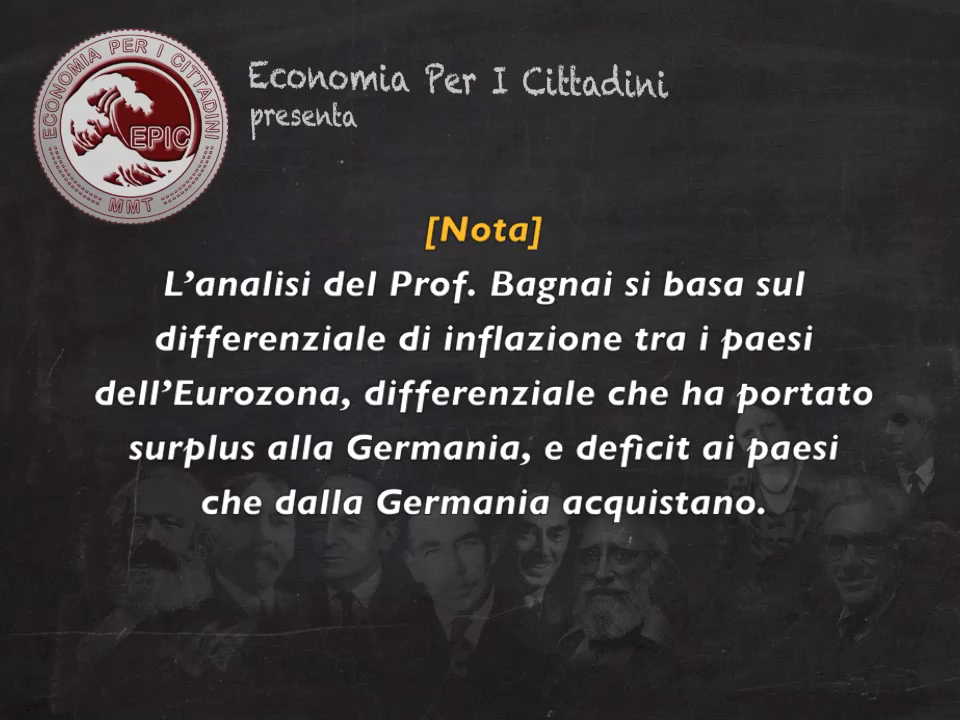 ECONOMIA PER I CITTADINI
EPIC
MMT
Economia Per I Cittadini
presenta
[Nota]
L’analisi del Prof. Bagnai si basa sul
differenziale di inflazione tra i paesi
dell’Eurozona, differenziale che ha portato
surplus alla Germania, e deficit ai paesi
che dalla Germania acquistano.